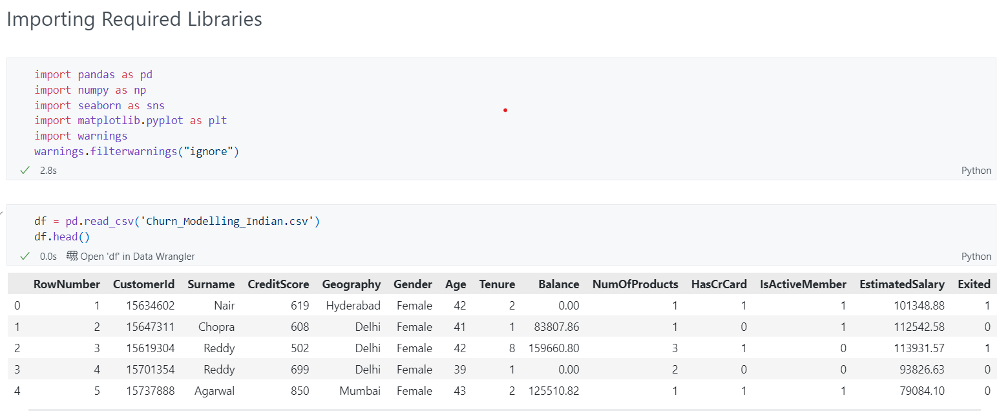 Importing Required Libraries
import pandas as pd
import numpy as np
import seaborn as sns
import matplotlib.pyplot as plt
import warnings
warnings.filterwarnings("ignore")
2.8s Python
df = pd.read_csv('Churn_Modelling_Indian.csv')
df.head()
0.0s Open 'df' in Data Wrangler Python
RowNumber CustomerId Surname CreditScore Geography Gender Age Tenure Balance NumOfProducts HasCrCard IsActiveMember EstimatedSalary Exited
0 1 15634602 Nair 619 Hyderabad Female 42 2 0.00 1 1 1 101348.88 1
1 2 15647311 Chopra 608 Delhi Female 41 1 83807.86 1 0 1 112542.58 0
2 3 15619304 Reddy 502 Delhi Female 42 8 159660.80 3 1 0 113931.57 1
3 4 15701354 Reddy 699 Delhi Female 39 1 0.00 2 0 0 93826.63 0
4 5 15737888 Agarwal 850 Mumbai Female 43 2 125510.82 1 1 1 79084.10 0